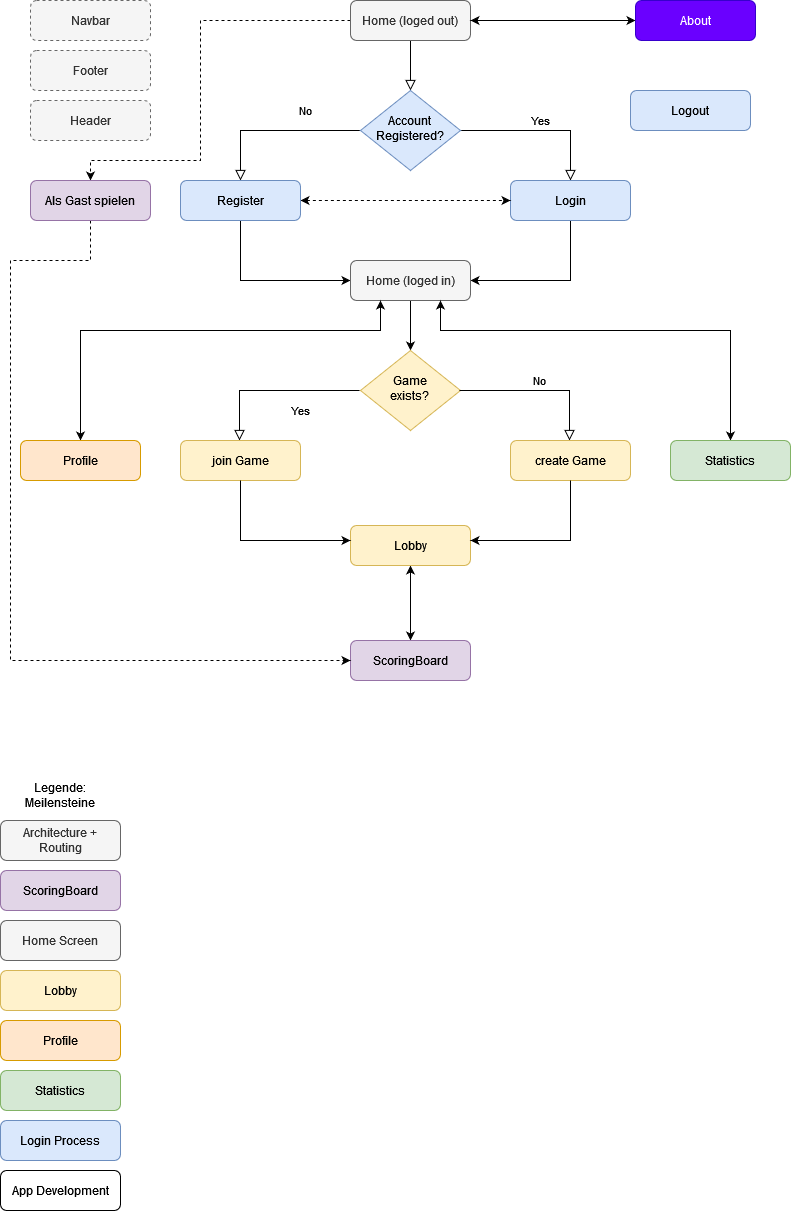 Navbar
Home (loged out)
About
Footer
Header
Logout
No
Account
Registered?
Yes
Als Gast spielen
Register
Login
Home (loged in)
Game
exists?
No
Yes
Profile
join Game
create Game
Statistics
Lobby
ScoringBoard
Legende:
Meilensteine
Architecture +
Routing
ScoringBoard
Home Screen
Lobby
Profile
Statistics
Login Process
App Development